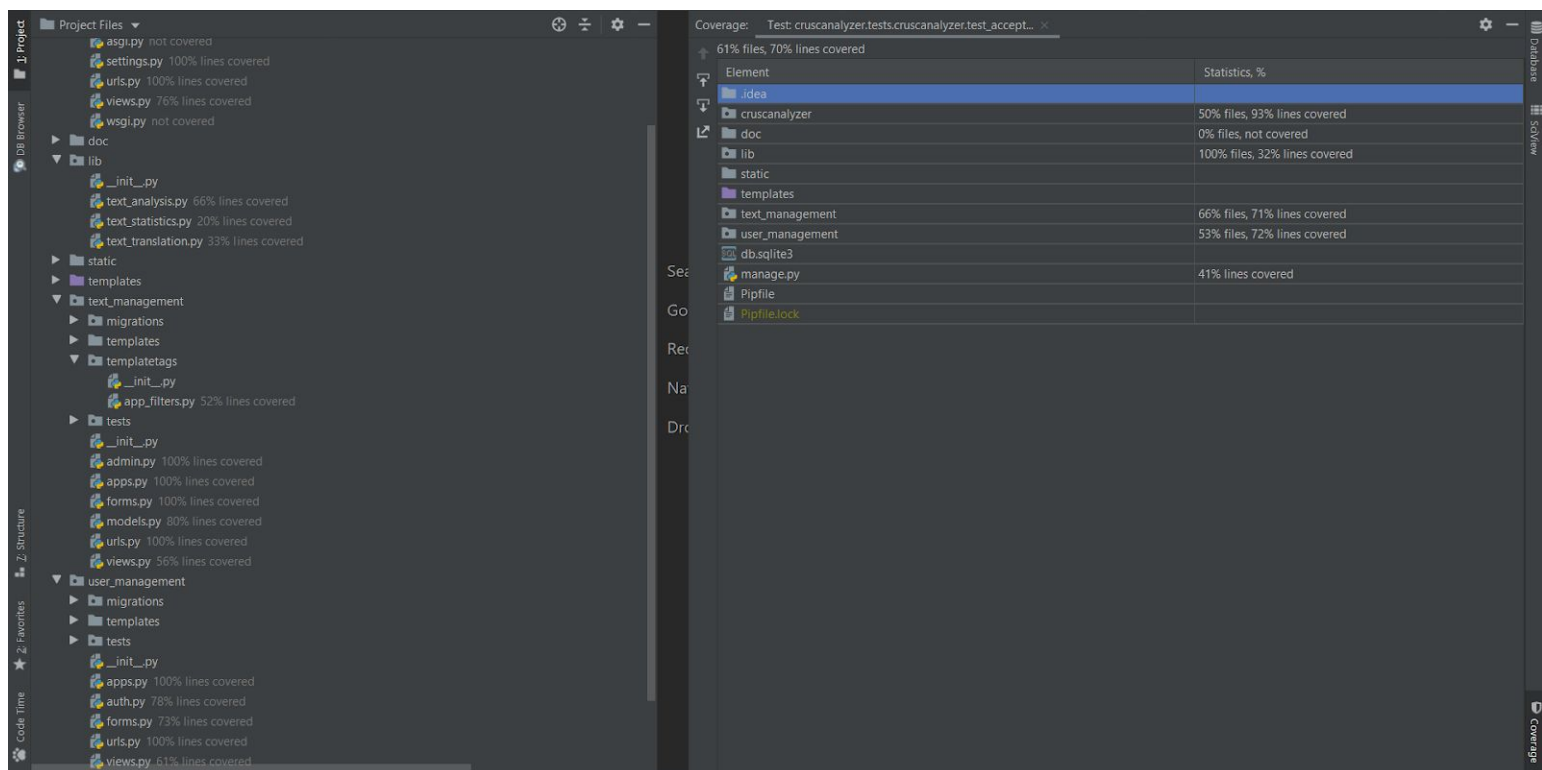 1: Project
DB Browser
Z: Structure
2: Favorites
Code Time
Project Files
asgi.py not covered
settings.py 100% lines covered
urls.py 100% lines covered
views.py 76% lines covered
wsgi.py not covered
doc
lib
__init__.py
text_analysis.py 66% lines covered
text_statistics.py 20% lines covered
text_translation.py 33% lines covered
static
templates
text_management
migrations
templates
templatetags
__init__.py
app_filters.py 52% lines covered
tests
__init__.py
admin.py 100% lines covered
apps.py 100% lines covered
forms.py 100% lines covered
models.py 80% lines covered
urls.py 100% lines covered
views.py 56% lines covered
user_management
migrations
templates
tests
__init__.py
apps.py 100% lines covered
auth.py 78% lines covered
forms.py 73% lines covered
urls.py 100% lines covered
views.py 61% lines covered
Sea
Go
Rec
Na
Dro
Coverage: Test: cruscanalyzer.tests.cruscanalyzer.test_accept...
61% files, 70% lines covered
Element Statistics, %
.idea
cruscanalyzer 50% files, 93% lines covered
doc 0% files, not covered
lib 100% files, 32% lines covered
static
templates
text_management 66% files, 71% lines covered
user_management 53% files, 72% lines covered
SQL db.sqlite3
manage.py 41% lines covered
Pipfile
Pipfile.lock
Database
SciView
Coverage